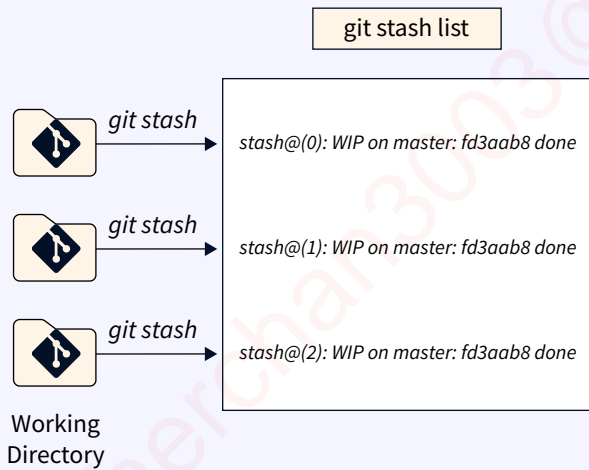 git stash list
git stash
stash@(0): WIP on master: fd3aab8 done
git stash
stash@(1): WIP on master: fd3aab8 done
git stash
stash@(2): WIP on master: fd3aab8 done
Working
Directory
erchan3003@